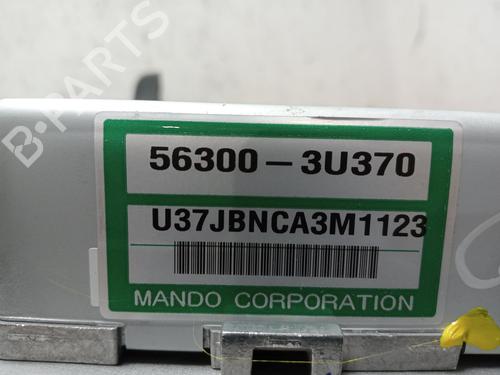 B-PARTS
56300-3U370
U37JBNCA3M1123
MANDO CORPORATION